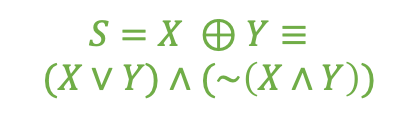 S = X ⊕ Y ≡
(X ∨ Y) ∧ (~(X ∧ Y))